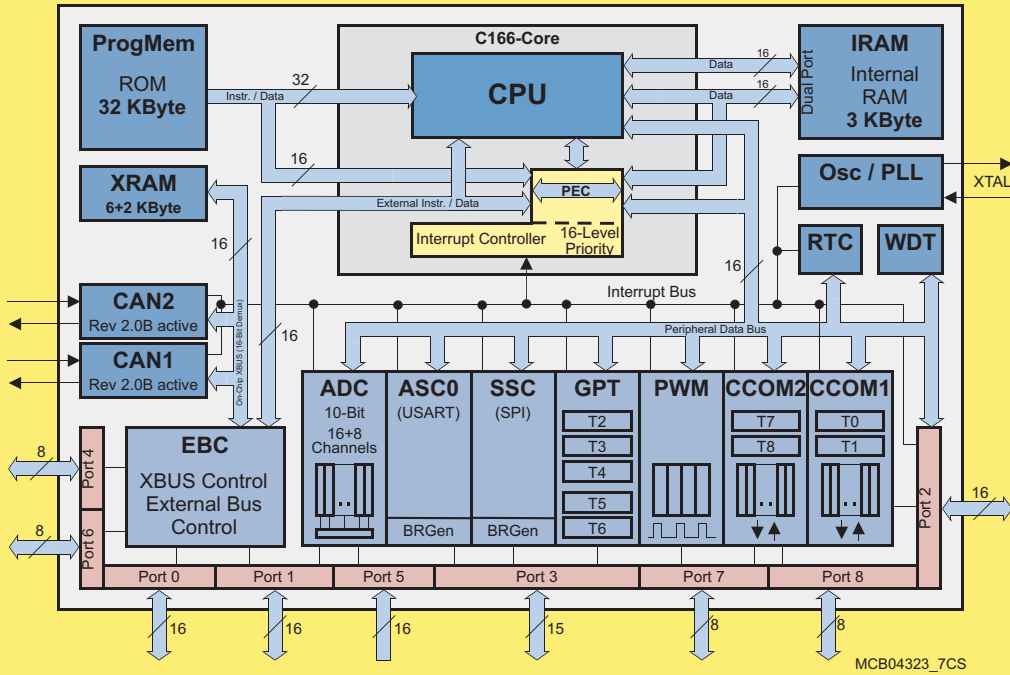 C166-Core
ProgMem
ROM
32 KByte
32
Instr. / Data
CPU
16
Data
16
Data
Dual Port
IRAM
Internal
RAM
3 KByte
16
XRAM
6+2 KByte
External Instr. / Data
PEC
Interrupt Controller
16-Level
Priority
Osc / PLL
XTAL
RTC
WDT
16
16
16
Interrupt Bus
Peripheral Data Bus
CAN2
Rev 2.0B active
CAN1
Rev 2.0B active
On-Chip XBUS (16-Bit Demux)
EBC
XBUS Control
External Bus
Control
ADC
10-Bit
16+8
Channels
ASC0
(USART)
BRGen
SSC
(SPI)
BRGen
GPT
T2
T3
T4
T5
T6
PWM
CCOM2
T7
T8
CCOM1
T0
T1
8
Port 4
8
Port 6
Port 2
16
Port 0
Port 1
Port 5
Port 3
Port 7
Port 8
16
16
16
15
8
8
MCB04323_7CS